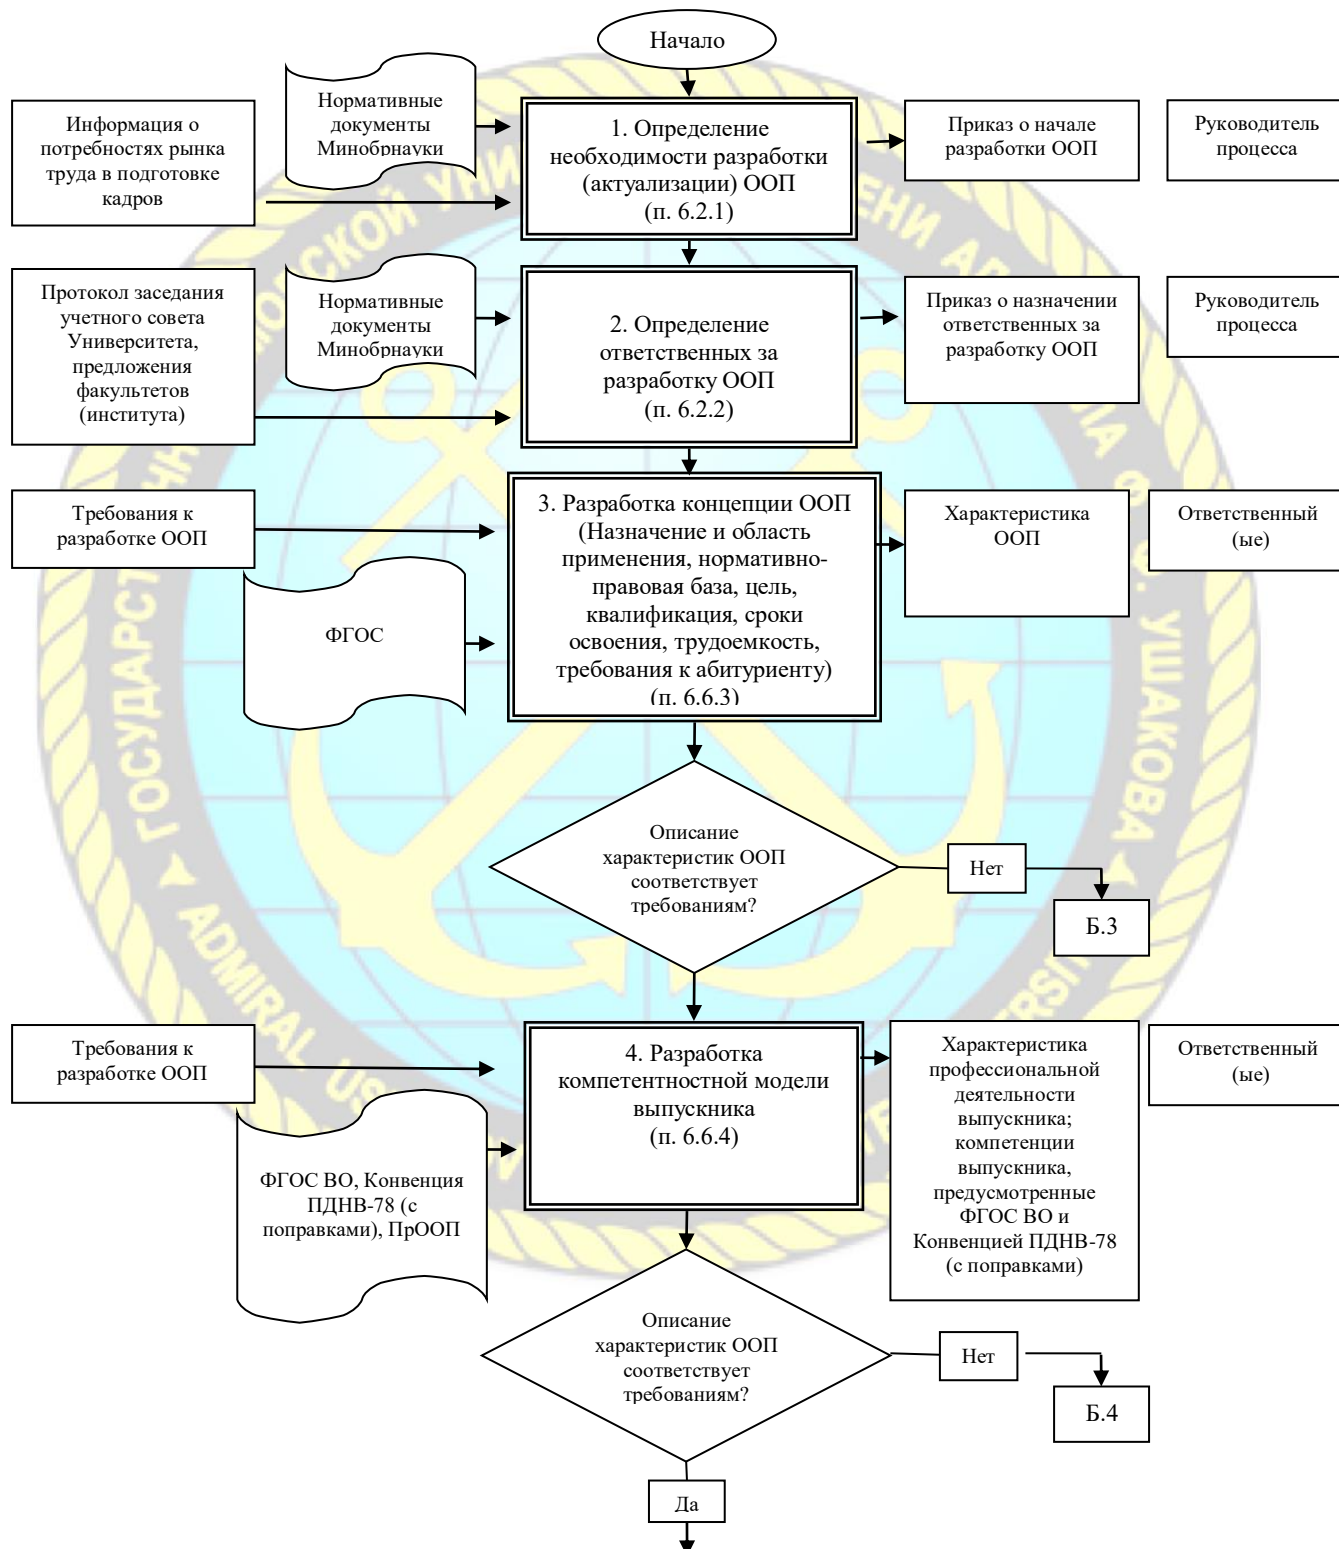 Начало
Информация о
потребностях рынка
труда в подготовке
кадров
Нормативные
документы
Минобрнауки
1. Определение
необходимости разработки
(актуализации) ООП
(п. 6.2.1)
Приказ о начале
разработки ООП
Руководитель
процесса
Протокол заседания
учетного совета
Университета,
предложения
факультетов
(института)
Нормативные
документы
Минобрнауки
2. Определение
ответственных за
разработку ООП
(п. 6.2.2)
Приказ о назначении
ответственных за
разработку ООП
Руководитель
процесса
Требования к
разработке ООП
ФГОС
3. Разработка концепции ООП
(Назначение и область
применения, нормативно-
правовая база, цель,
квалификация, сроки
освоения, трудоемкость,
требования к абитуриенту)
(п. 6.6.3)
Характеристика
ООП
Ответственный
(ые)
Описание
характеристик ООП
соответствует
требованиям?
Нет
Б.3
Требования к
разработке ООП
ФГОС ВО, Конвенция
ПДНВ-78 (с
поправками), ПрООП
4. Разработка
компетентностной модели
выпускника
(п. 6.6.4)
Характеристика
профессиональной
деятельности
выпускника;
компетенции
выпускника,
предусмотренные
ФГОС ВО и
Конвенцией ПДНВ-78
(с поправками)
Ответственный
(ые)
Описание
характеристик ООП
соответствует
требованиям?
Нет
Б.4
Да
УШАКОВА
ADMIRAL